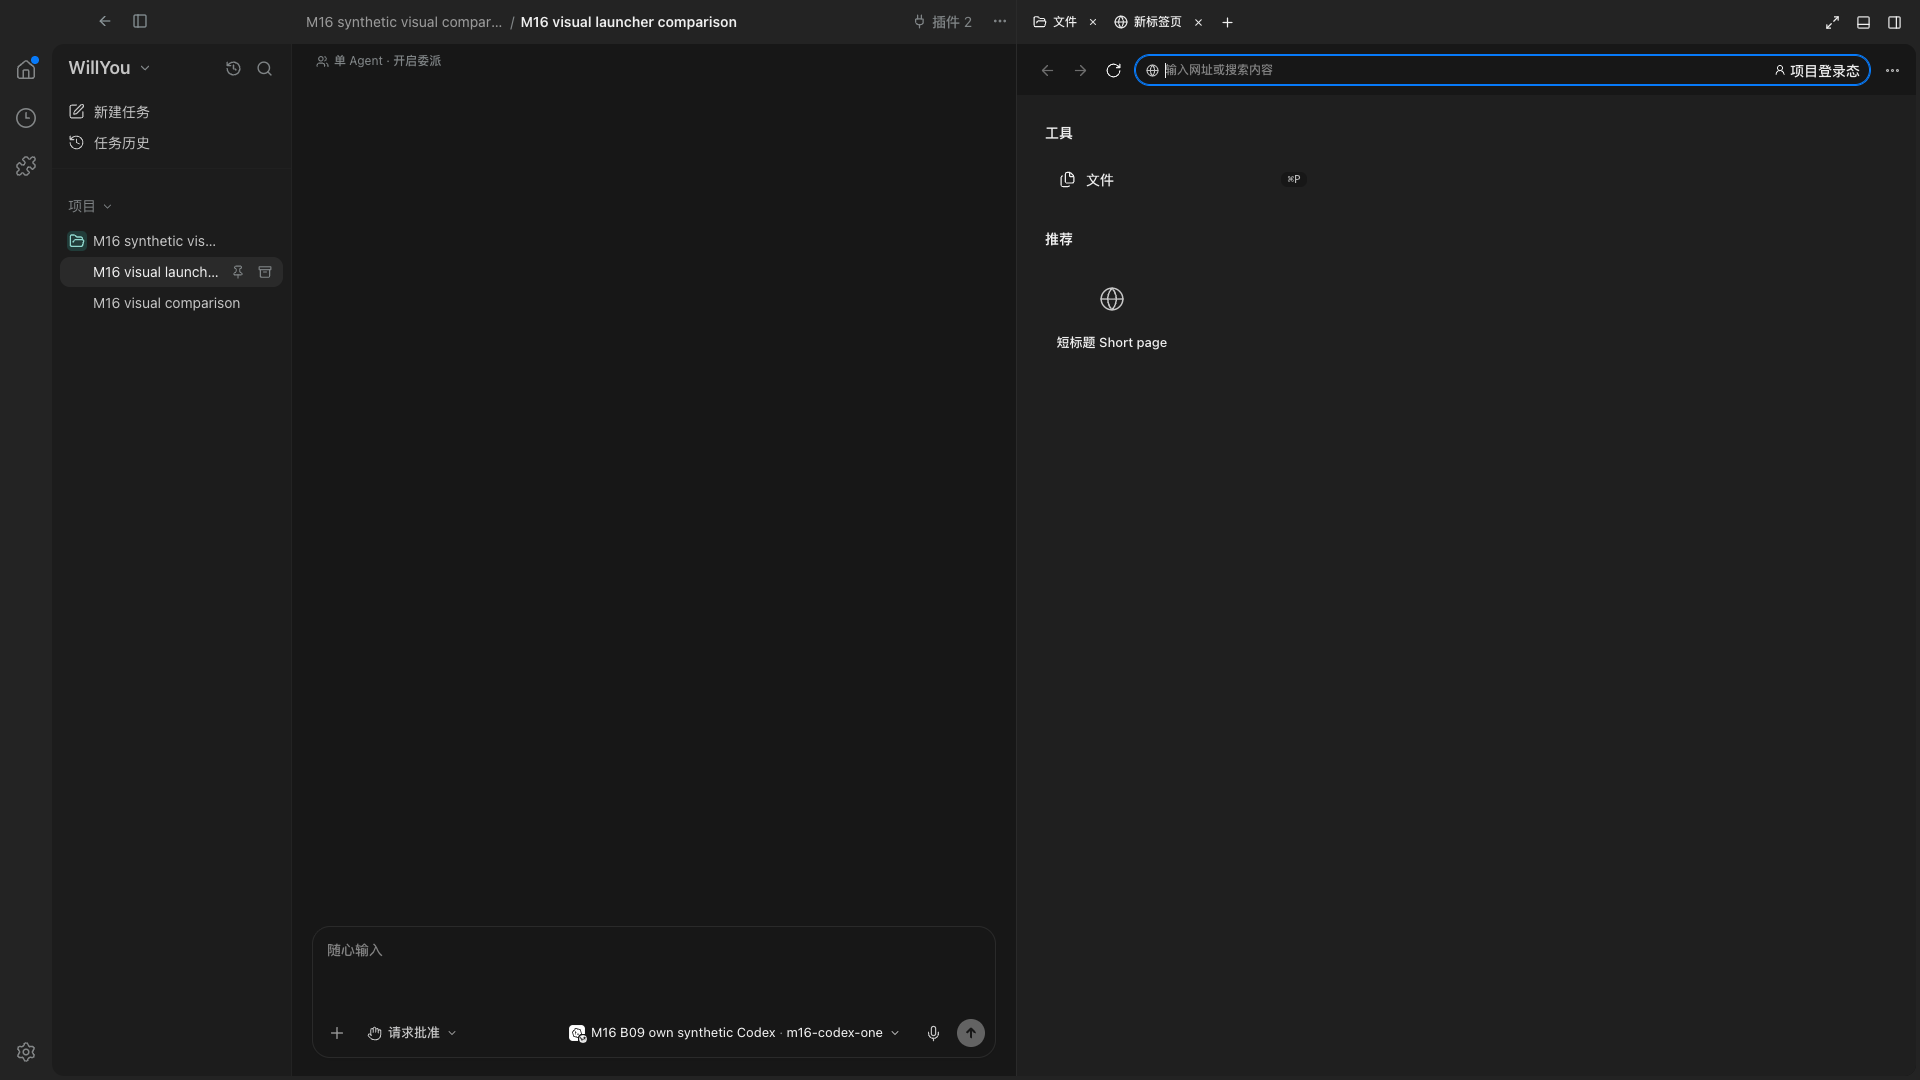 M16 synthetic visual compar... / M16 visual launcher comparison
插件 2
文件
新标签页
WillYou
单 Agent · 开启委派
输入网址或搜索内容
项目登录态
新建任务
任务历史
项目
M16 synthetic vis...
M16 visual launch...
M16 visual comparison
工具
文件
⌘P
推荐
短标题 Short page
随心输入
请求批准
M16 B09 own synthetic Codex · m16-codex-one